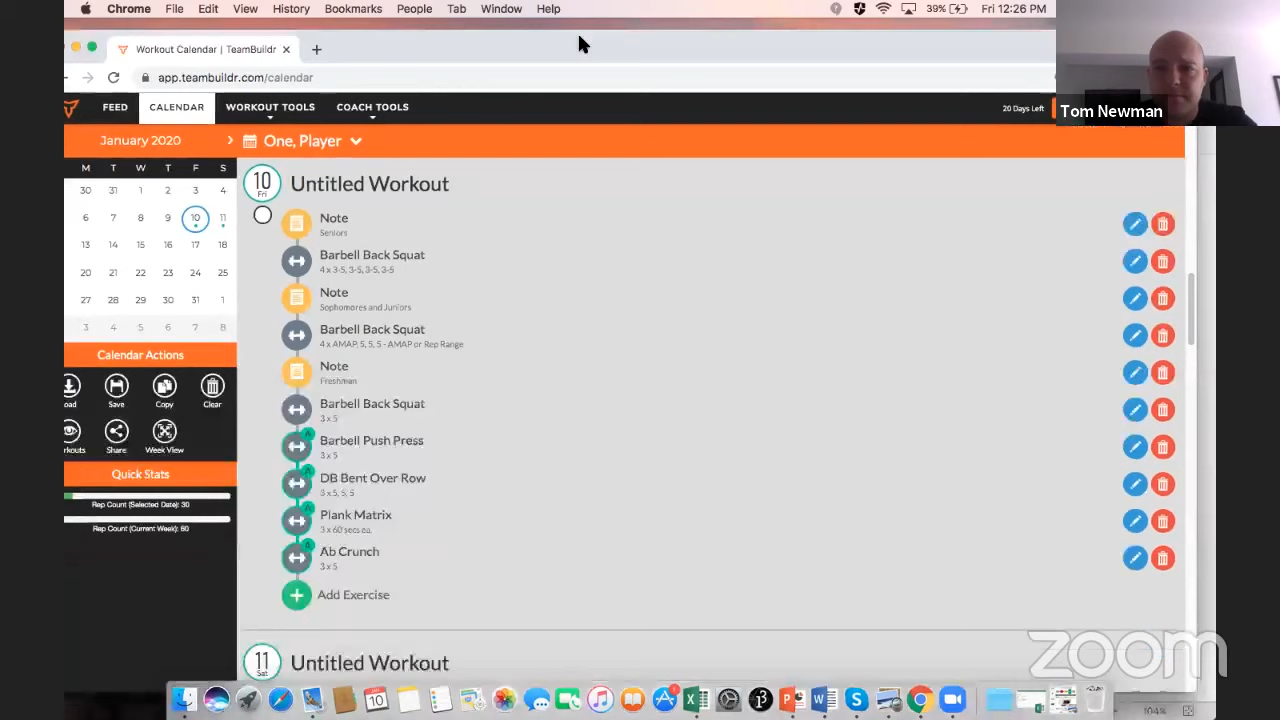 Chrome File Edit View History Bookmarks People Tab Window Help 39% Fri 12:26 PM
Workout Calendar | TeamBuildr
app.teambuildr.com/calendar
Tom Newman
FEED CALENDAR WORKOUT TOOLS COACH TOOLS 20 Days Left
January 2020 One, Player
M T W T F S
30 31 1 2 3 4
6 7 8 9 10 11
13 14 15 16 17 18
20 21 22 23 24 25
27 28 29 30 31 1
3 4 5 6 7 8
Calendar Actions
oad Save Copy Clear
rkouts Share Week View
Quick Stats
Rep Count (Selected Date): 30
Rep Count (Current Week): 60
10 Untitled Workout
Fri
Note
Seniors
Barbell Back Squat
4 x 3-5, 3-5, 3-5, 3-5
Note
Sophomores and Juniors
Barbell Back Squat
4 x AMAP, 5, 5, 5 - AMAP or Rep Range
Note
Freshman
Barbell Back Squat
3 x 5
A Barbell Push Press
3 x 5
A DB Bent Over Row
3 x 5, 5, 5
A Plank Matrix
3 x 60 secs ea.
Ab Crunch
3 x 5
Add Exercise
11 Untitled Workout
Sat
zoom
10
104%